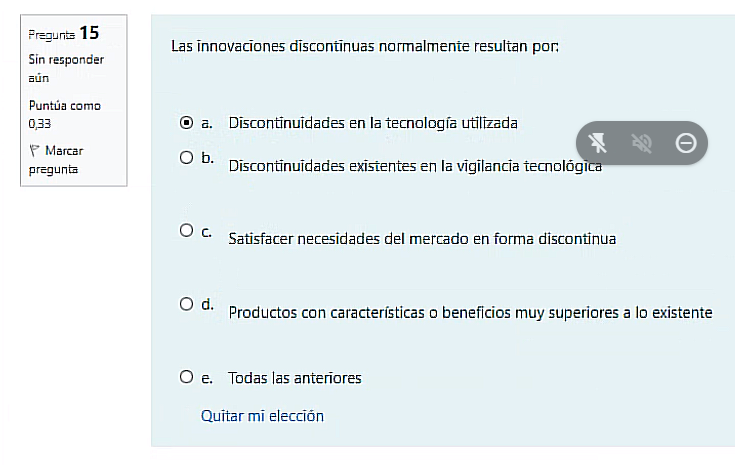 Pregunta 15
Sin responder
aún
Puntúa como
0,33
Marcar
pregunta
Las innovaciones discontinuas normalmente resultan por:
a. Discontinuidades en la tecnología utilizada
b. Discontinuidades existentes en la vigilancia tecnológica
c. Satisfacer necesidades del mercado en forma discontinua
d. Productos con características o beneficios muy superiores a lo existente
e. Todas las anteriores
Quitar mi elección